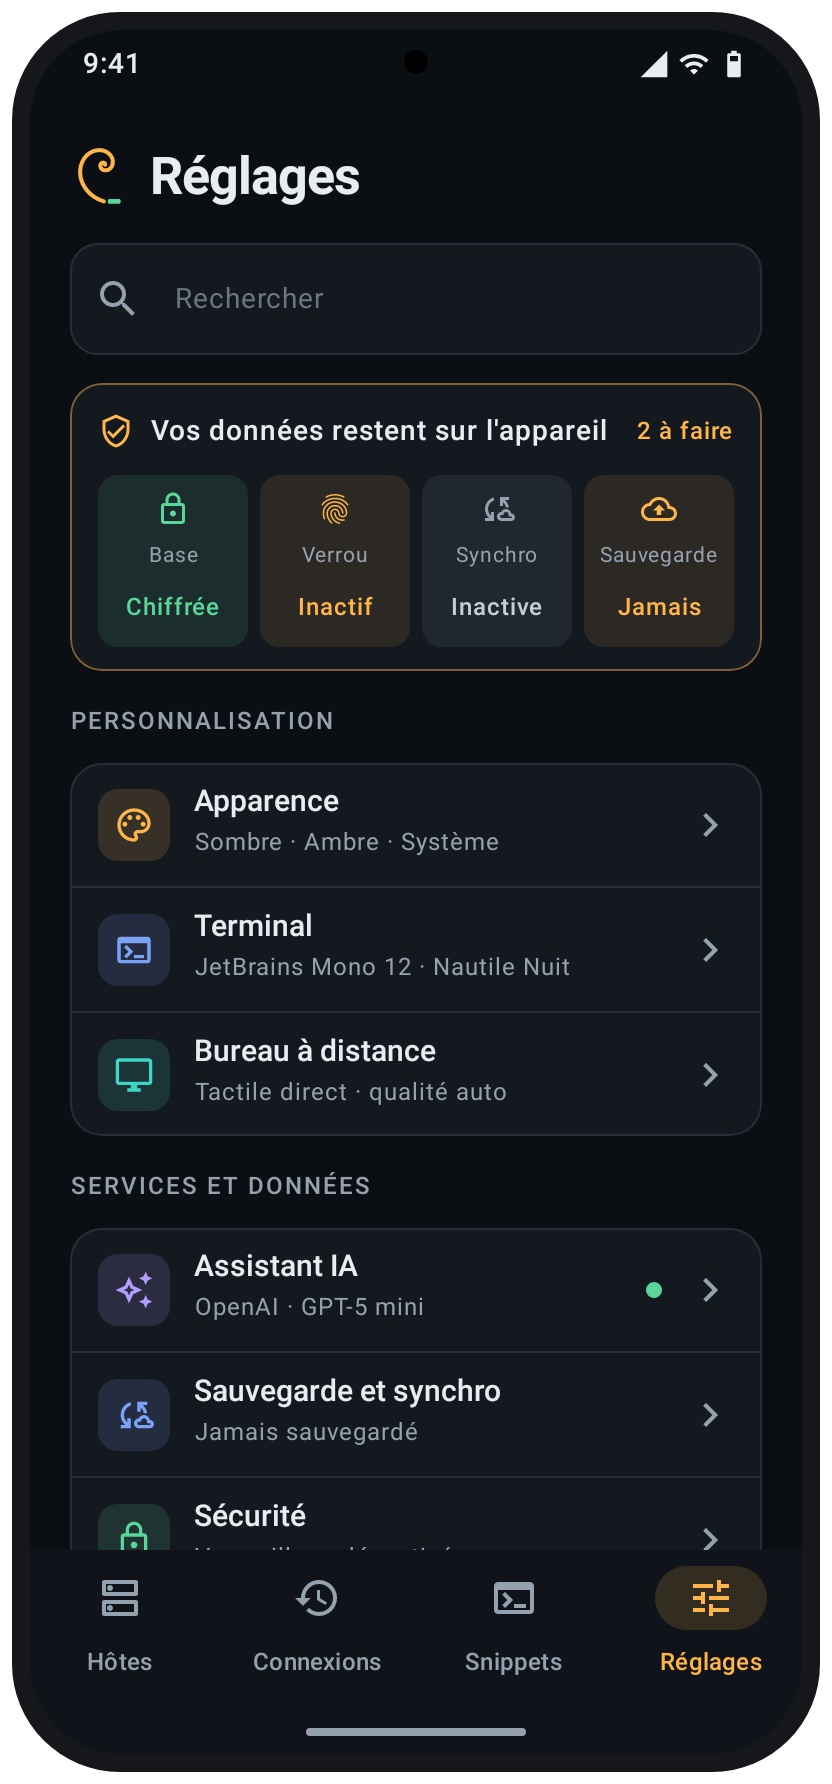 9:41
Réglages
Rechercher
Vos données restent sur l'appareil 2 à faire
Base Verrou Synchro Sauvegarde
Chiffrée Inactif Inactive Jamais
PERSONNALISATION
Apparence
Sombre · Ambre · Système
Terminal
JetBrains Mono 12 · Nautile Nuit
Bureau à distance
Tactile direct · qualité auto
SERVICES ET DONNÉES
Assistant IA
OpenAI · GPT-5 mini
Sauvegarde et synchro
Jamais sauvegardé
Sécurité
Hôtes Connexions Snippets Réglages